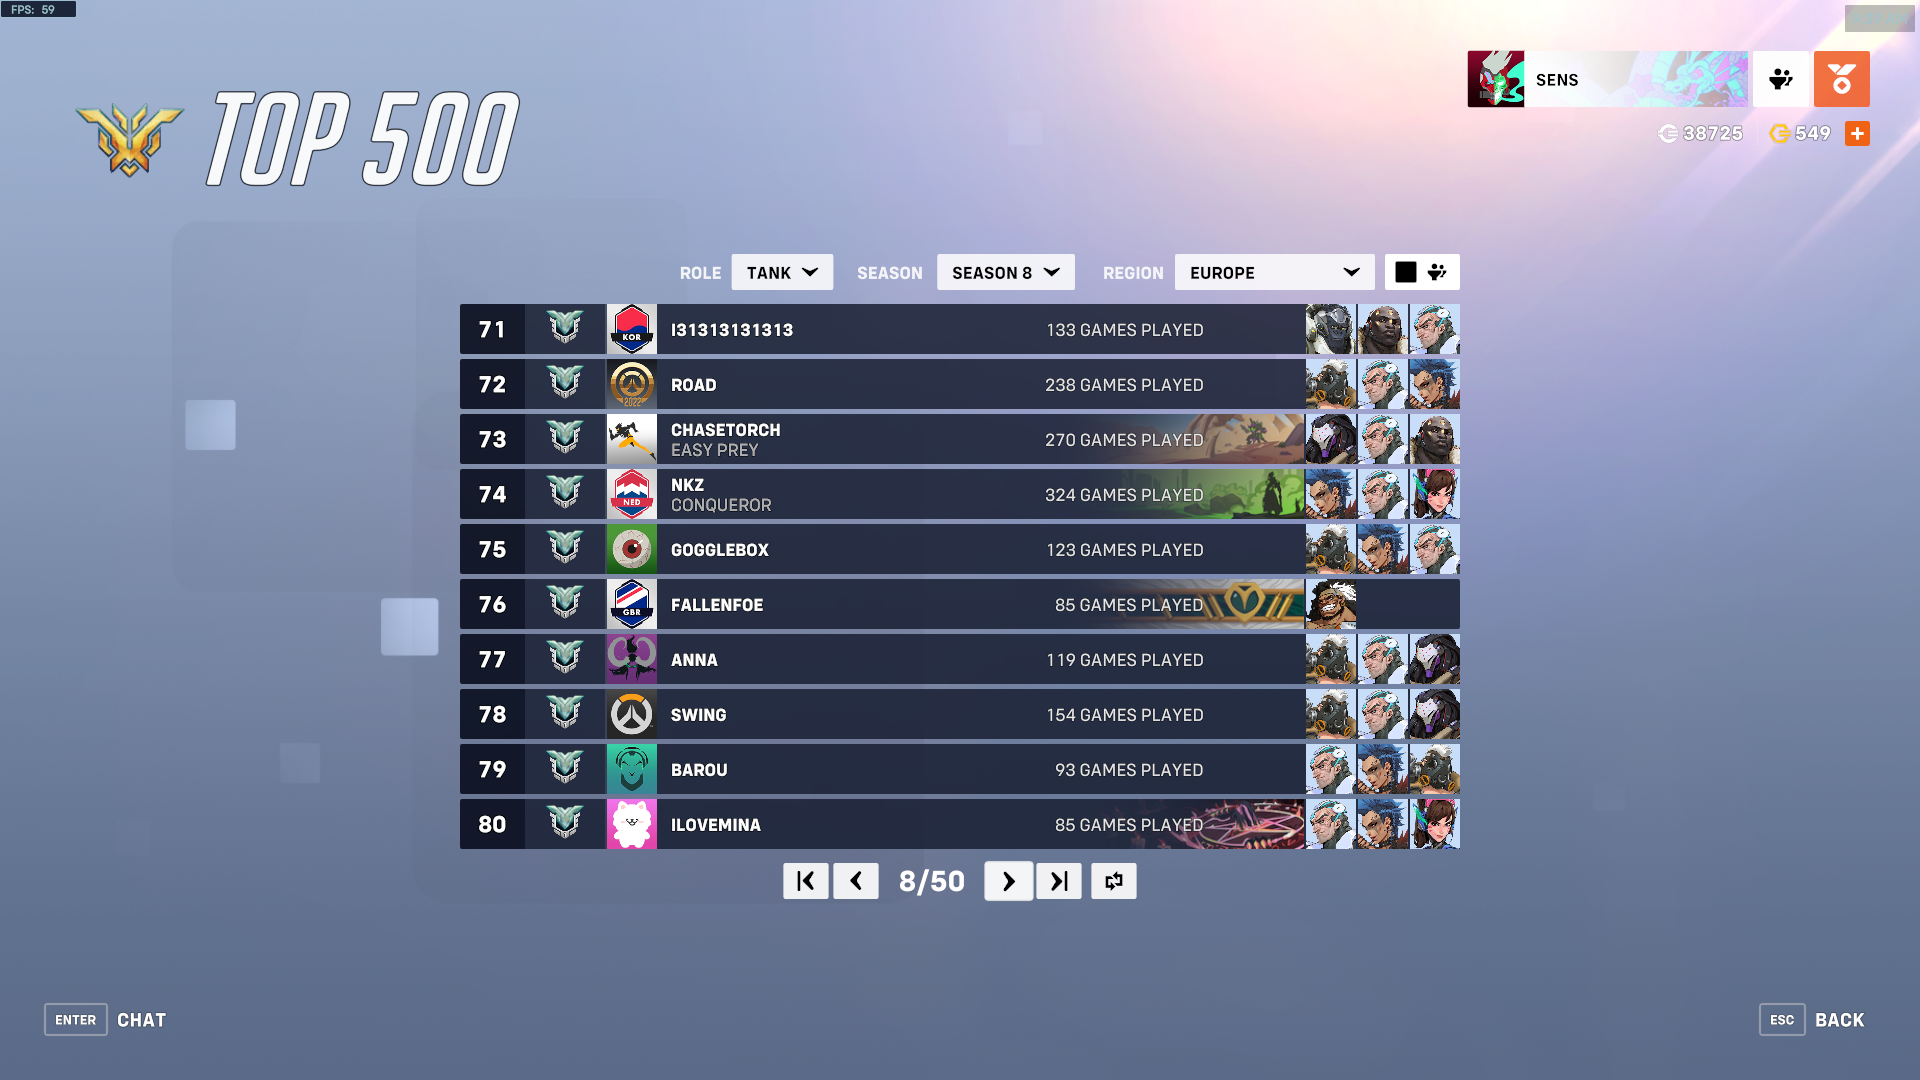 FPS: 59
TOP 500
SENS
38725
549
ROLE TANK SEASON SEASON 8 REGION EUROPE
71 KOR I31313131313 133 GAMES PLAYED
72 2022 ROAD 238 GAMES PLAYED
73 CHASETORCH 270 GAMES PLAYED
EASY PREY
74 NED NKZ 324 GAMES PLAYED
CONQUEROR
75 GOGGLEBOX 123 GAMES PLAYED
76 GBR FALLENFOE 85 GAMES PLAYED
77 ANNA 119 GAMES PLAYED
78 SWING 154 GAMES PLAYED
79 BAROU 93 GAMES PLAYED
80 ILOVEMINA 85 GAMES PLAYED
8/50
ENTER CHAT
ESC BACK